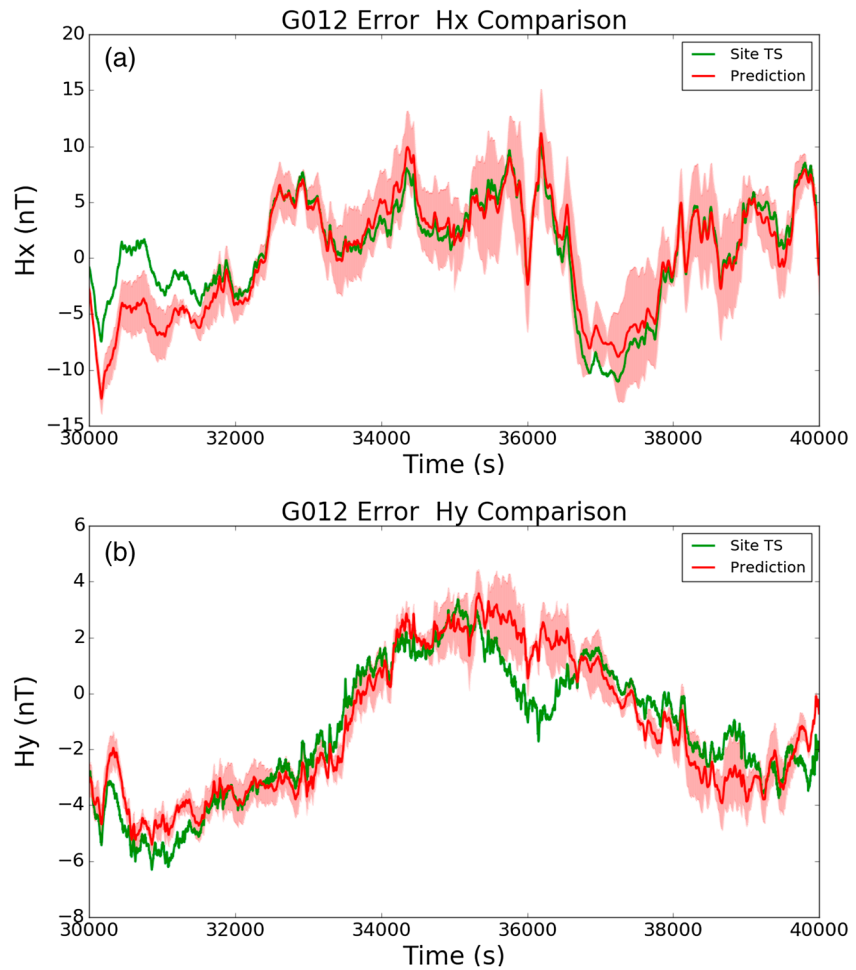 G012 Error  Hx Comparison
(a)
Site TS
Prediction
20
15
10
5
0
−5
−10
−15
Hx (nT)
30000 32000 34000 36000 38000 40000
Time (s)
G012 Error  Hy Comparison
(b)
Site TS
Prediction
6
4
2
0
−2
−4
−6
−8
Hy (nT)
30000 32000 34000 36000 38000 40000
Time (s)